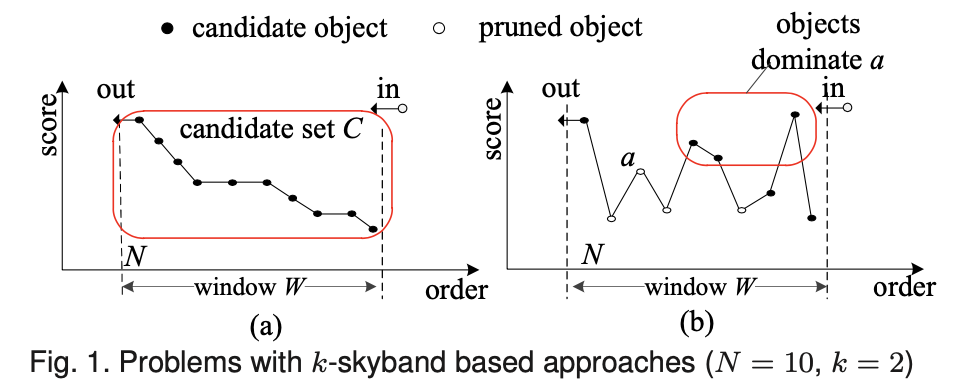 ● candidate object ○ pruned object
objects
dominate a
out
in
candidate set C
score
N
window W
order
(a)
out
in
score
a
N
window W
order
(b)
Fig. 1. Problems with k-skyband based approaches (N = 10, k = 2)